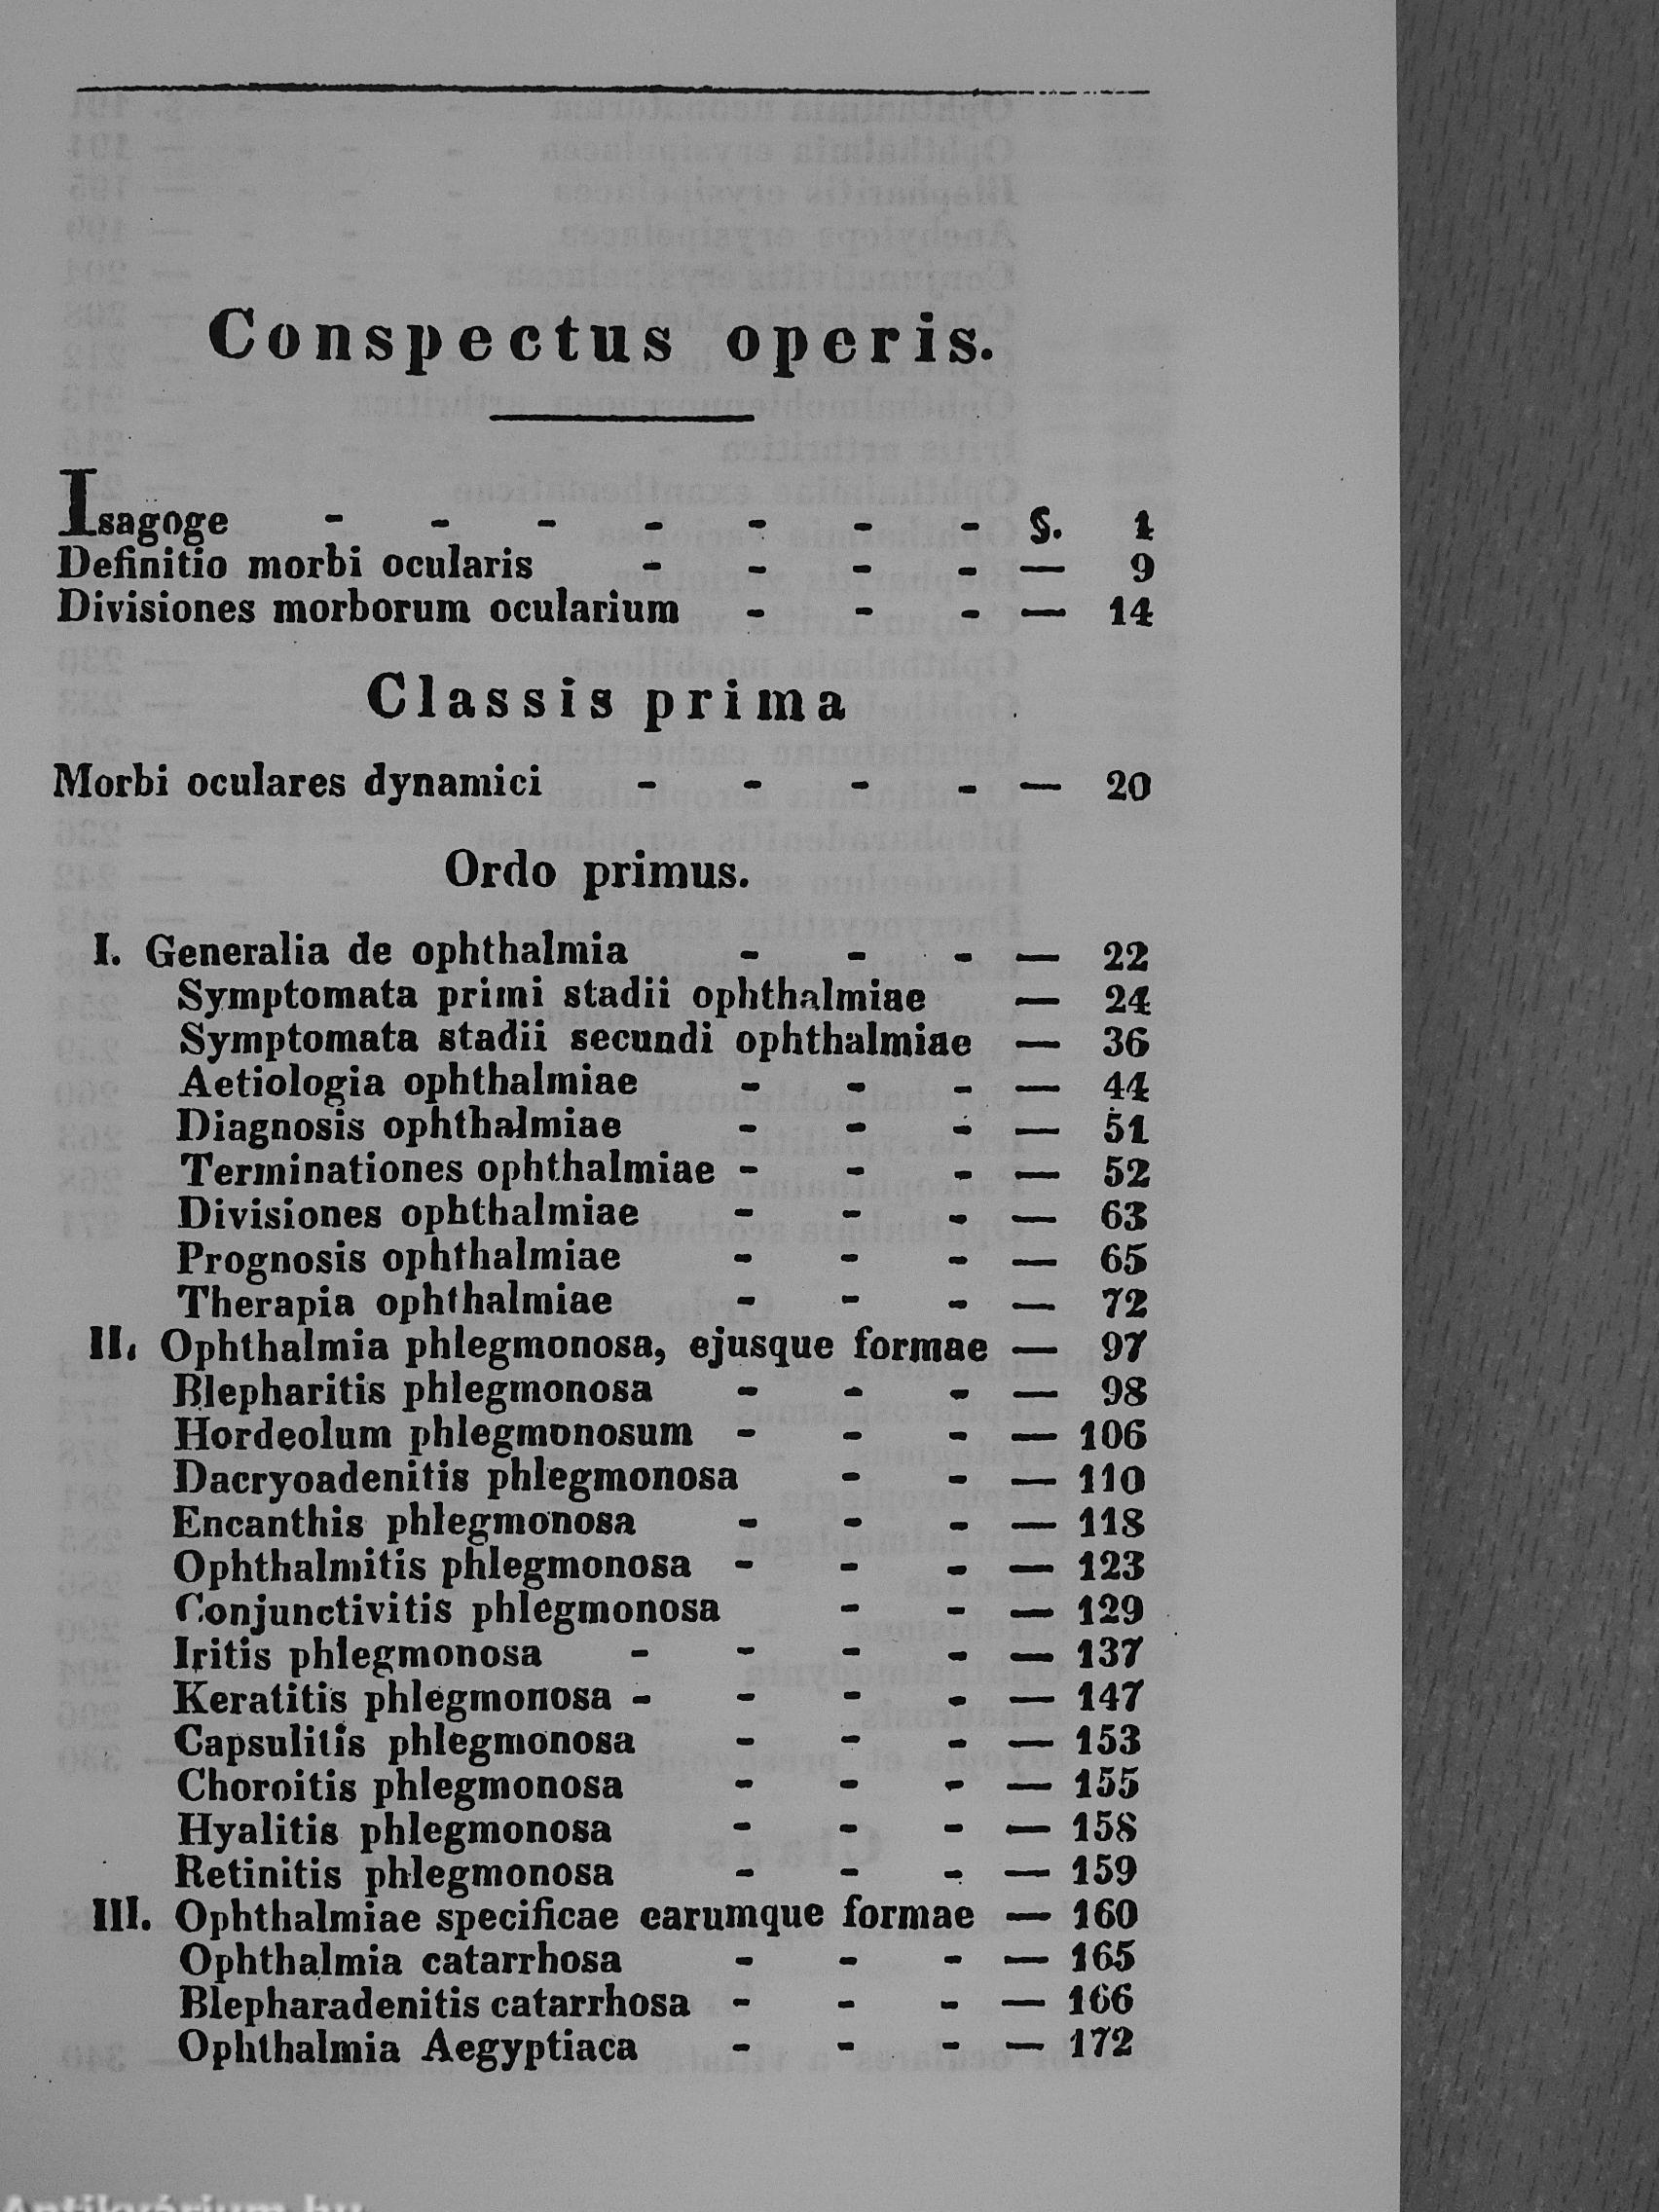 Conspectus operis.
Isagoge - - - - - - - §. 1
Definitio morbi ocularis - - - - — 9
Divisiones morborum ocularium - - - — 14
Classis prima
Morbi oculares dynamici - - - - — 20
Ordo primus.
I. Generalia de ophthalmia - - - — 22
Symptomata primi stadii ophthalmiae — 24
Symptomata stadii secundi ophthalmiae — 36
Aetiologia ophthalmiae - - - — 44
Diagnosis ophthalmiae - - - — 51
Terminationes ophthalmiae - - - — 52
Divisiones ophthalmiae - - - — 63
Prognosis ophthalmiae - - - — 65
Therapia ophthalmiae - - - — 72
II. Ophthalmia phlegmonosa, ejusque formae — 97
Blepharitis phlegmonosa - - - — 98
Hordeolum phlegmonosum - - - — 106
Dacryoadenitis phlegmonosa - - — 110
Encanthis phlegmonosa - - - — 118
Ophthalmitis phlegmonosa - - - — 123
Conjunctivitis phlegmonosa - - — 129
Iritis phlegmonosa - - - - — 137
Keratitis phlegmonosa - - - - — 147
Capsulitis phlegmonosa - - - — 153
Choroitis phlegmonosa - - - — 155
Hyalitis phlegmonosa - - - — 158
Retinitis phlegmonosa - - - — 159
III. Ophthalmiae specificae earumque formae — 160
Ophthalmia catarrhosa - - - — 165
Blepharadenitis catarrhosa - - - — 166
Ophthalmia Aegyptiaca - - - — 172